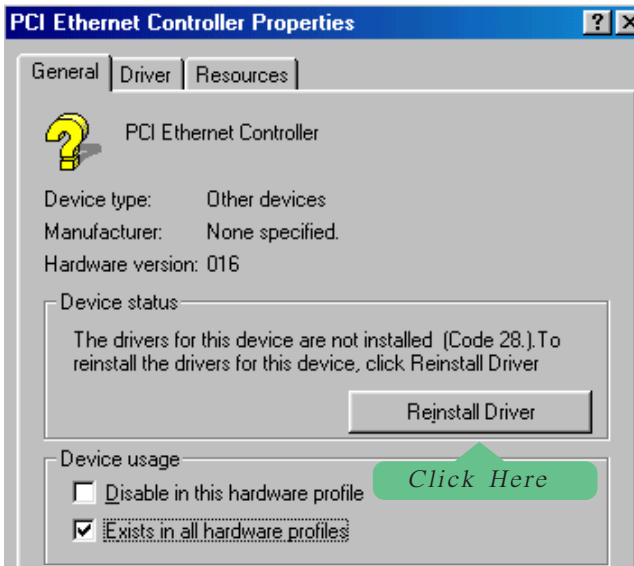 PCI Ethernet Controller Properties
General Driver Resources
PCI Ethernet Controller
Device type: Other devices
Manufacturer: None specified.
Hardware version: 016
Device status
The drivers for this device are not installed (Code 28.).To
reinstall the drivers for this device, click Reinstall Driver
Reinstall Driver
Click Here
Device usage
Disable in this hardware profile
Exists in all hardware profiles